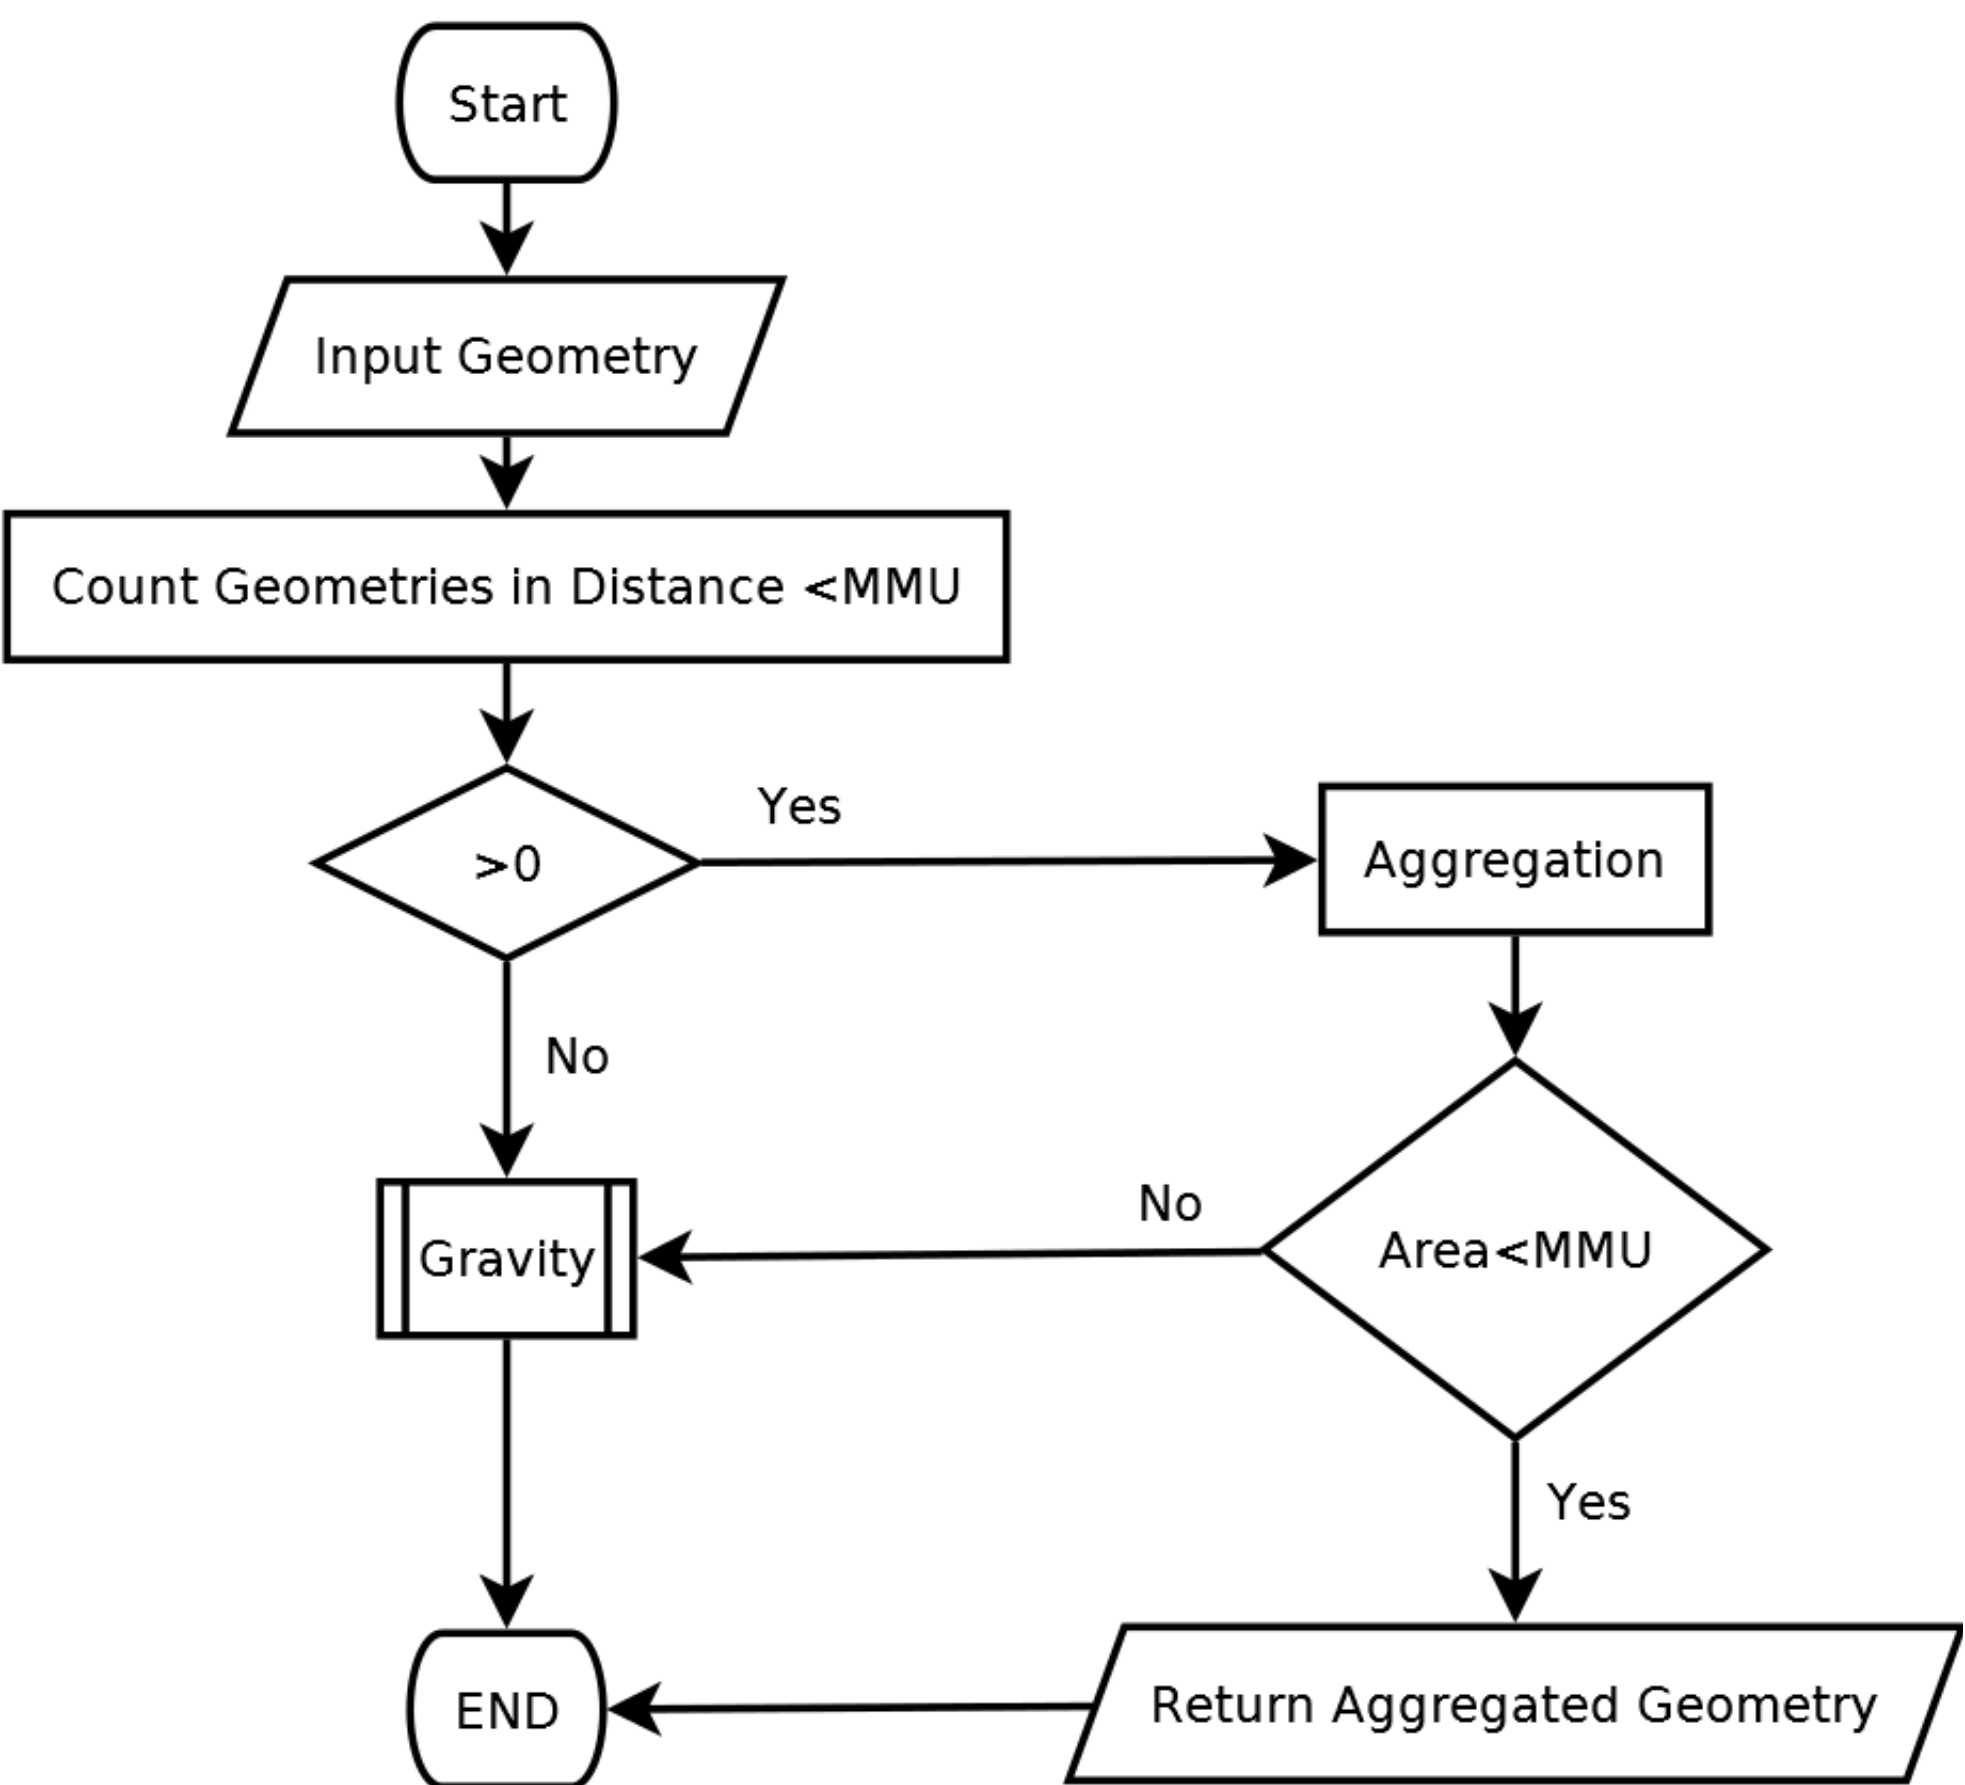 Start
Input Geometry
Count Geometries in Distance <MMU
Yes
>0
Aggregation
No
No
Gravity
Area<MMU
Yes
END
Return Aggregated Geometry